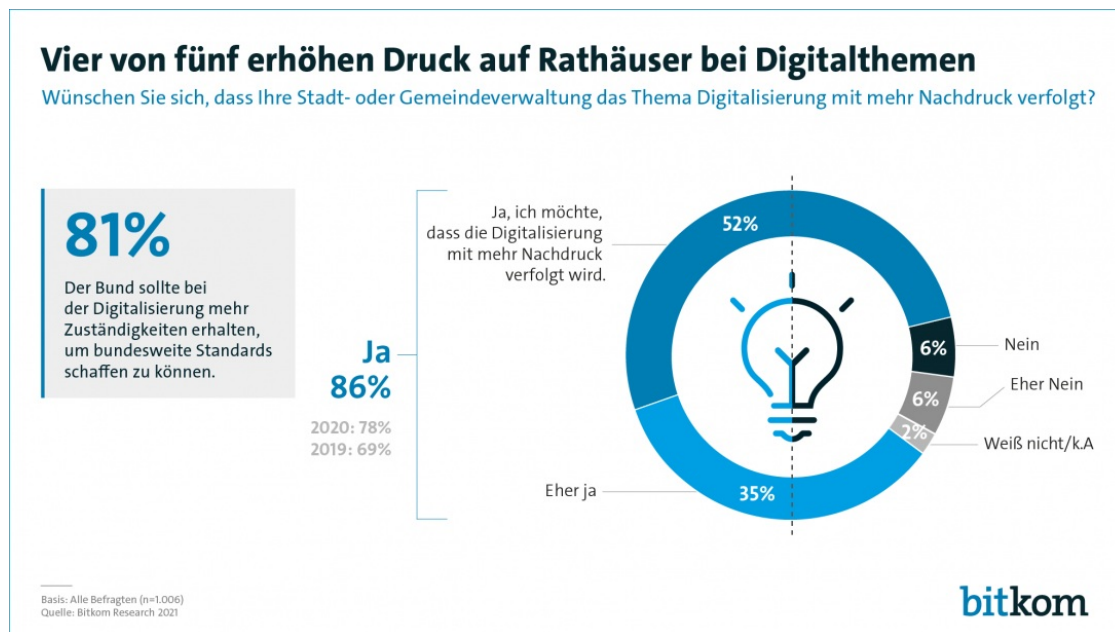 Vier von fünf erhöhen Druck auf Rathäuser bei Digitalthemen
Wünschen Sie sich, dass Ihre Stadt- oder Gemeindeverwaltung das Thema Digitalisierung mit mehr Nachdruck verfolgt?
81%
Der Bund sollte bei
der Digitalisierung mehr
Zuständigkeiten erhalten,
um bundesweite Standards
schaffen zu können.
Ja
86%
2020: 78%
2019: 69%
Ja, ich möchte,
dass die Digitalisierung
mit mehr Nachdruck
verfolgt wird.
52%
6%
Nein
6%
Eher Nein
2%
Weiß nicht/k.A
Eher ja
35%
Basis: Alle Befragten (n=1.006)
Quelle: Bitkom Research 2021
bitkom